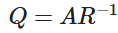 Q = AR⁻¹